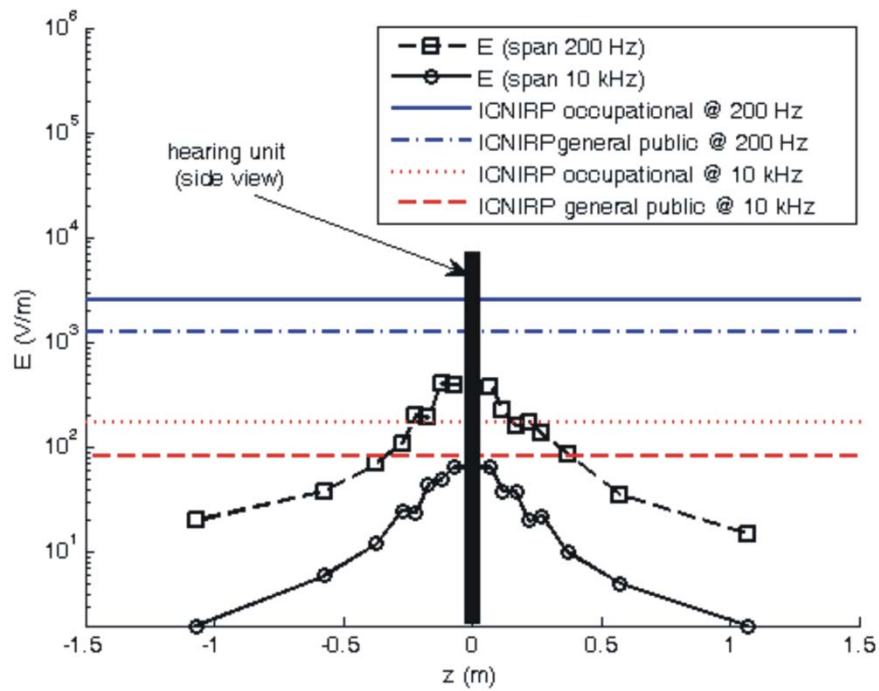 10^6
10^5
10^4
10^3
10^2
10^1
E (V/m)
E (span 200 Hz)
E (span 10 kHz)
ICNIRP occupational @ 200 Hz
ICNIRPgeneral public @ 200 Hz
ICNIRP occupational @ 10 kHz
ICNIRP general public @ 10 kHz
hearing unit
(side view)
-1.5 -1 -0.5 0 0.5 1 1.5
z (m)